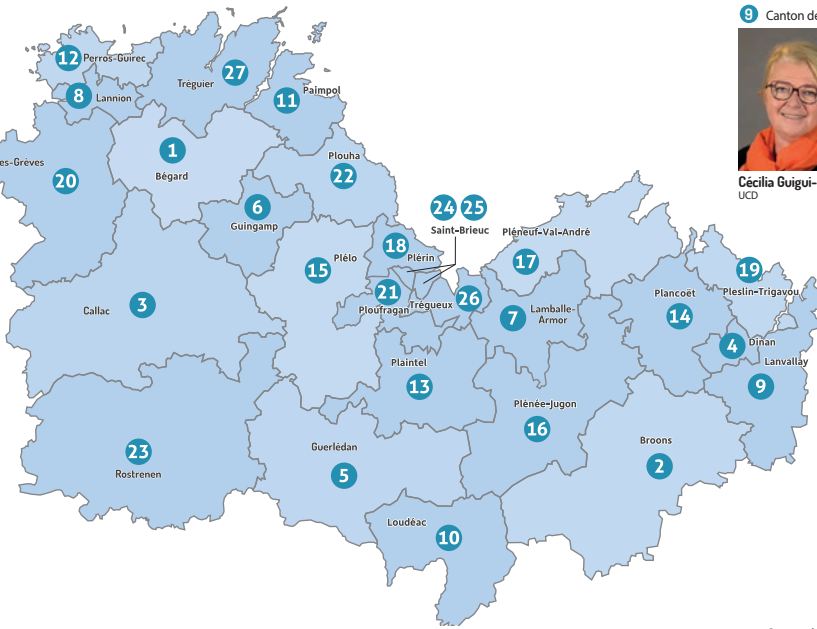 9 Canton de
Cécilia Guigui-
UCD
12 Perros-Guirec
8 Lannion
Tréguier 27
11 Paimpol
1
Bégard
es-Grèves
20
Plouha
22
6
Guingamp
24 25
Saint-Brieuc
18
Plérin
15 Plélo
Pléneuf-Val-André
17
19
Pleslin-Trigavou
Plancoët
14
Callac 3
21
Ploufragan
Trégueux 26
7 Lamballe-
Armor
4 Dinan
Lanvallay
9
Plaintel
13
Plénée-Jugon
16
Broons
2
Guerlédan
5
23
Rostrenen
Loudéac
10